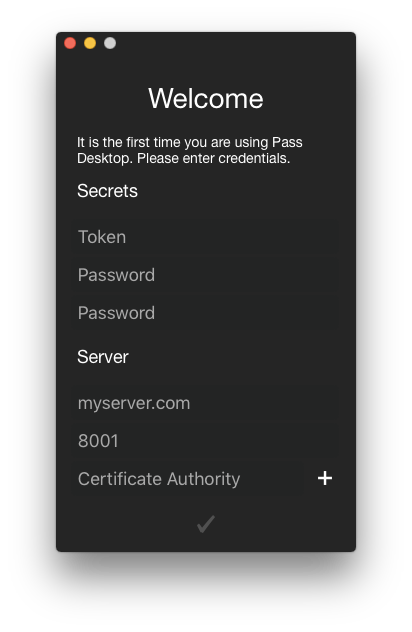 Welcome
It is the first time you are using Pass
Desktop. Please enter credentials.
Secrets
Token
Password
Password
Server
myserver.com
8001
Certificate Authority